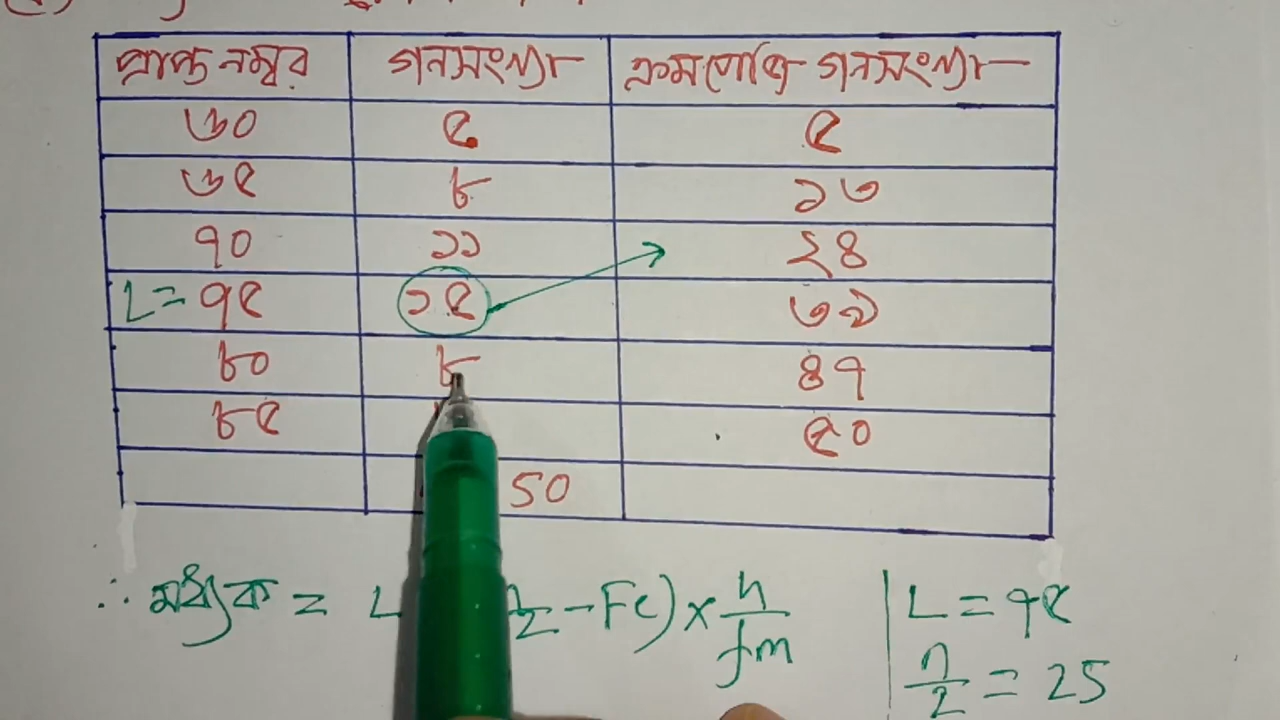 প্রাপ্ত নম্বর গনসংখ্যা ক্রমযোজিত গনসংখ্যা
৬০ ৫ ৫
৬৫ ৮ ১৩
৭০ ১১ ২৪
L = ৭৫ ১৫ ৩৯
৮০ ৮ ৪৭
৮৫ ৫০
50
∴ মধ্যক = L n/2 - Fc) × h/fm
L = ৭৫
n/2 = 25